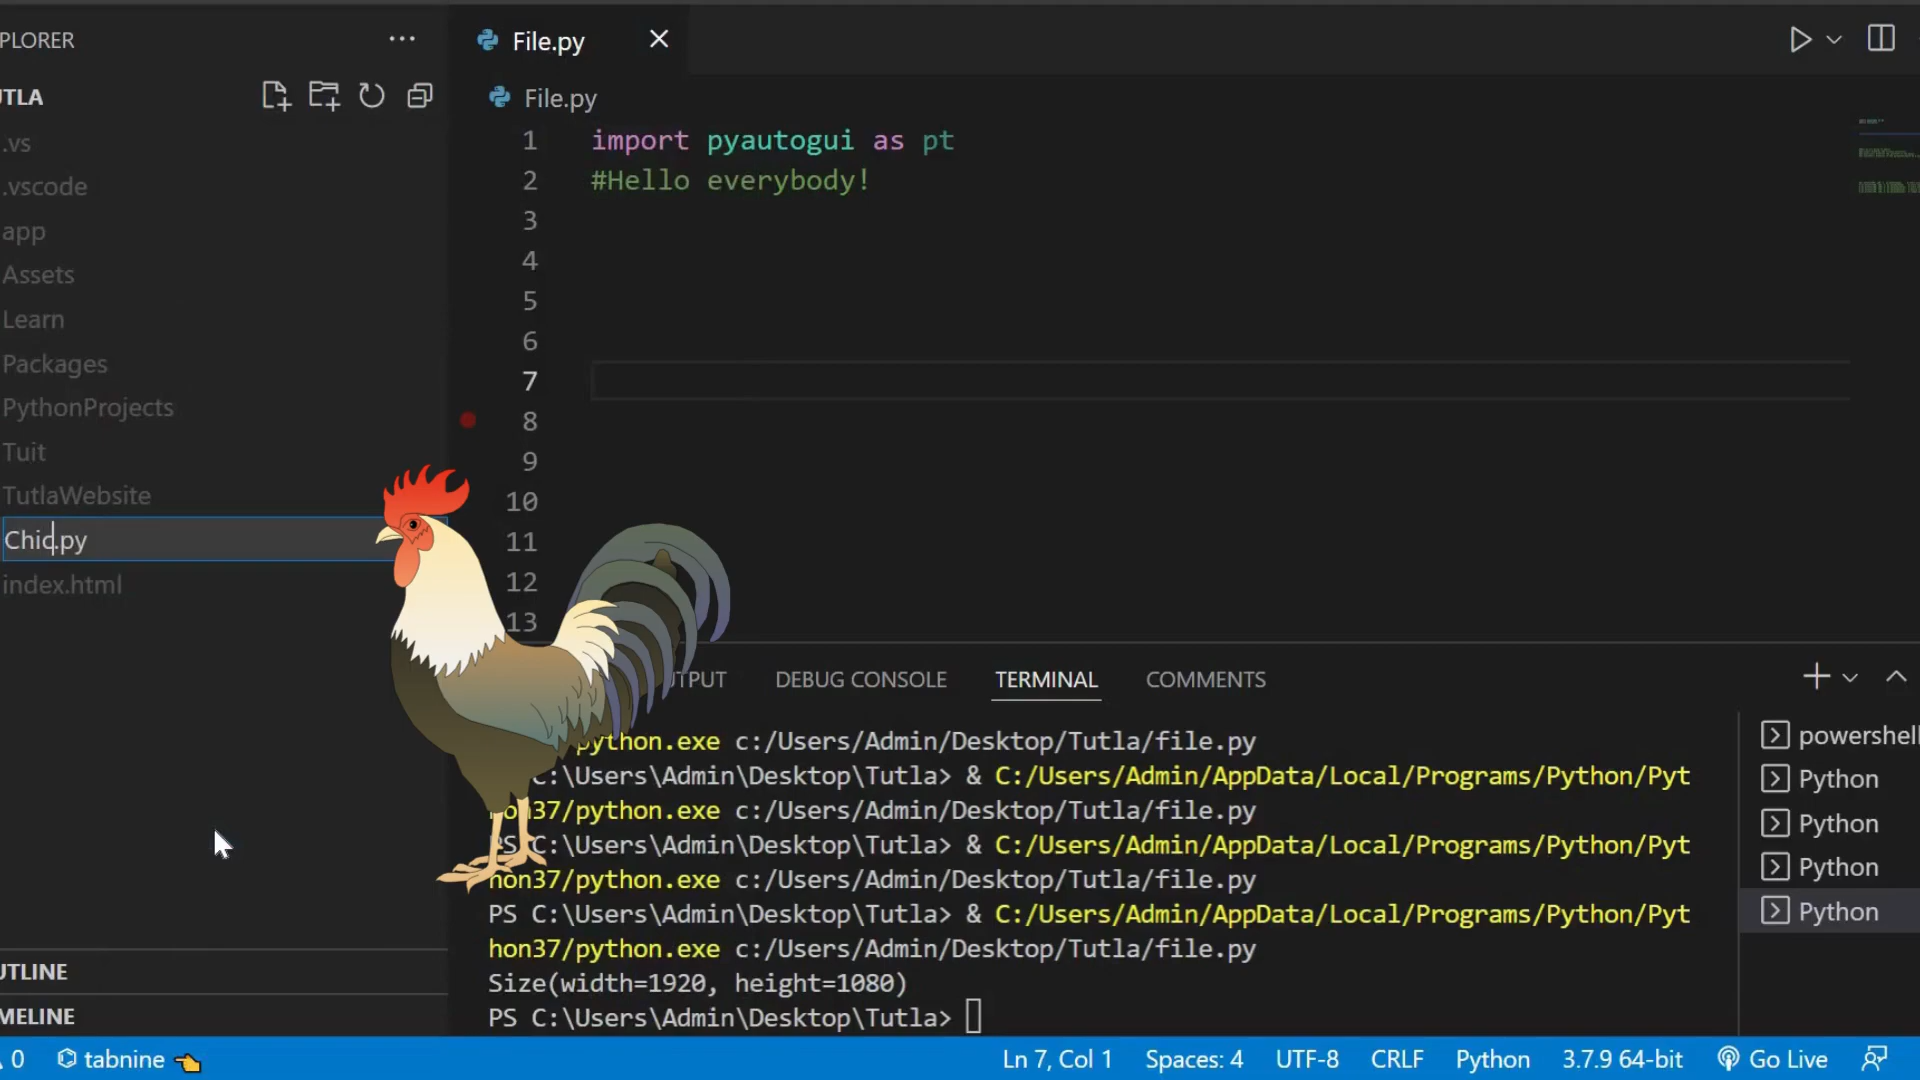 PLORER
UTLA
.vs
.vscode
app
Assets
Learn
Packages
PythonProjects
Tuit
TutlaWebsite
Chic.py
index.html
UTLINE
MELINE
File.py
File.py
1 import pyautogui as pt
2 #Hello everybody!
3
4
5
6
7
8
9
10
11
12
13
TPUT DEBUG CONSOLE TERMINAL COMMENTS
python.exe c:/Users/Admin/Desktop/Tutla/file.py
C:\Users\Admin\Desktop\Tutla> & C:/Users/Admin/AppData/Local/Programs/Python/Pyt
hon37/python.exe c:/Users/Admin/Desktop/Tutla/file.py
PS C:\Users\Admin\Desktop\Tutla> & C:/Users/Admin/AppData/Local/Programs/Python/Pyt
hon37/python.exe c:/Users/Admin/Desktop/Tutla/file.py
PS C:\Users\Admin\Desktop\Tutla> & C:/Users/Admin/AppData/Local/Programs/Python/Pyt
hon37/python.exe c:/Users/Admin/Desktop/Tutla/file.py
Size(width=1920, height=1080)
PS C:\Users\Admin\Desktop\Tutla>
powershell
Python
Python
Python
Python
0 tabnine Ln 7, Col 1 Spaces: 4 UTF-8 CRLF Python 3.7.9 64-bit Go Live